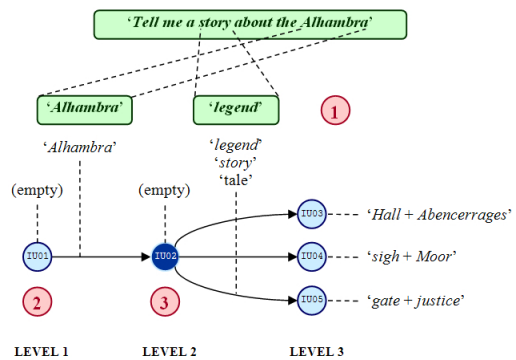 ‘Tell me a story about the Alhambra’
‘Alhambra’
‘legend’
1
‘Alhambra’
‘legend’
‘story’
‘tale’
(empty)
(empty)
IU01
IU02
IU03
‘Hall + Abencerrages’
IU04
‘sigh + Moor’
IU05
‘gate + justice’
2
3
LEVEL 1
LEVEL 2
LEVEL 3